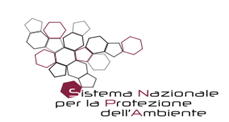 Sistema Nazionale
per la Protezione
dell'Ambiente